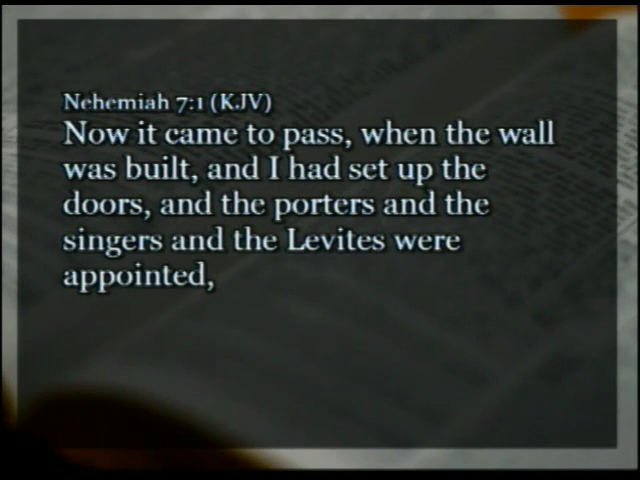 Nehemiah 7:1 (KJV)
Now it came to pass, when the wall
was built, and I had set up the
doors, and the porters and the
singers and the Levites were
appointed,